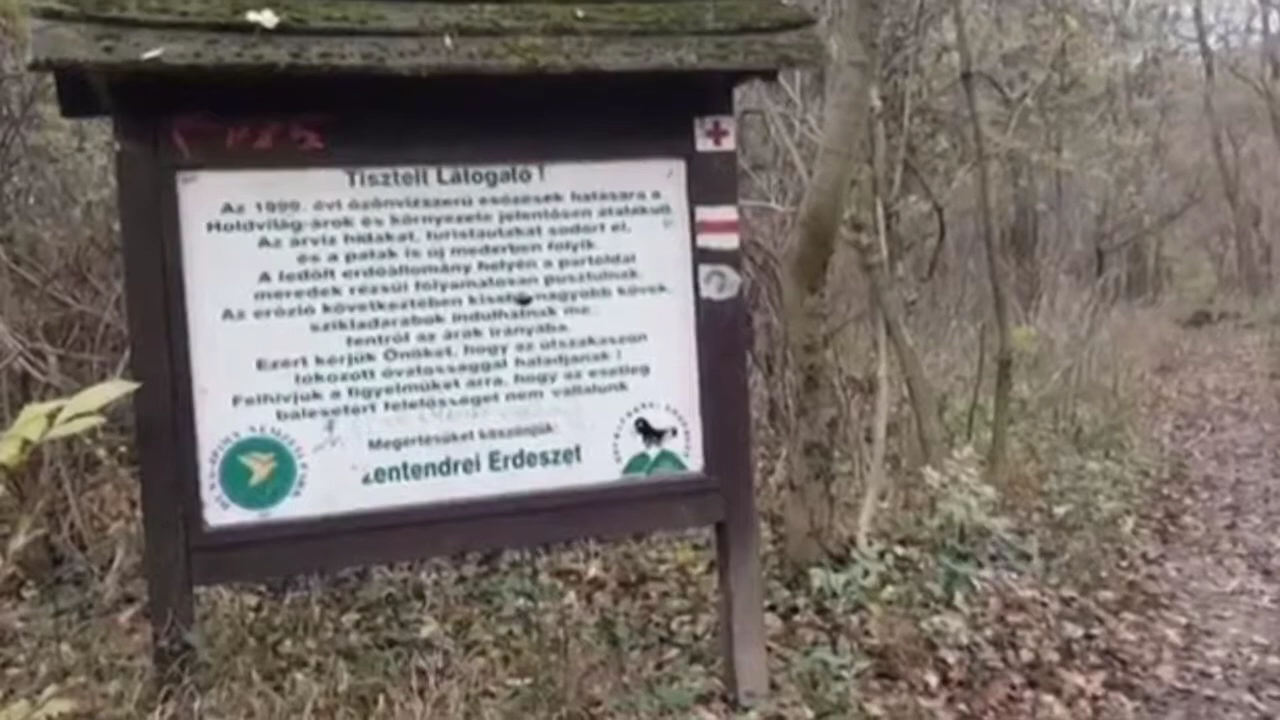 Tisztelt Látogató !
Az 1999. évi özönvízszerű esőzések hatására a
Holdvilág-árok és környezete jelentősen átalakult.
Az árvíz hidakat, turistautakat sodort el,
és a patak is új mederben folyik.
A ledőlt erdőállomány helyén a partoldal
meredek rézsűi folyamatosan pusztulnak.
Az erózió következtében kisebb-nagyobb kövek,
szikladarabok indulhatnak
fentről az árok irányába.
Ezért kérjük Önöket, hogy az útszakaszon
fokozott óvatossággal haladjanak !
Felhívjuk a figyelmüket arra, hogy az esetleg
balesetért felelősséget nem vállalunk
Megértésüket köszönjük
zentendrei Erdészet